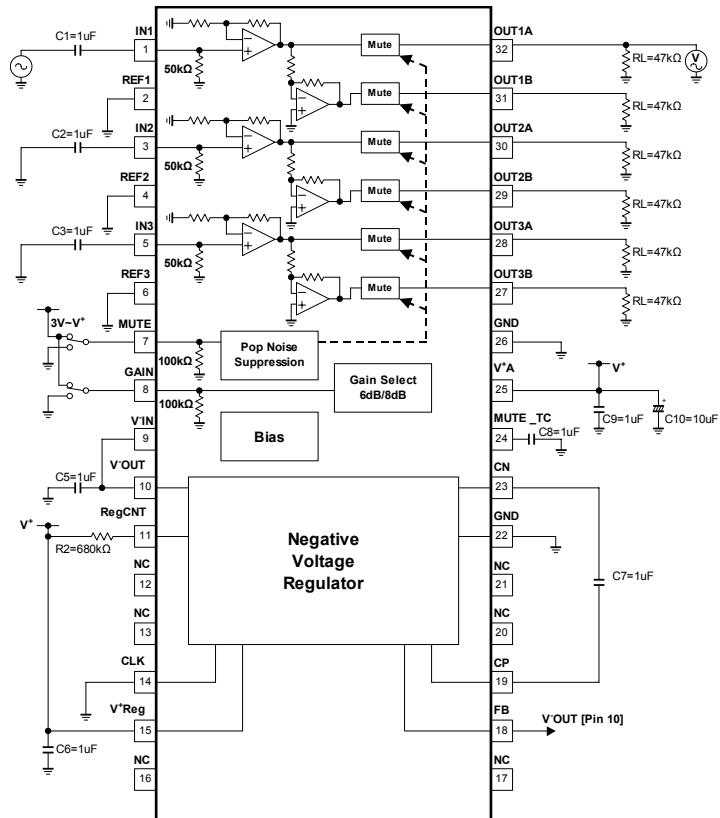 C1=1uF
IN1
1
50kΩ
REF1
2
C2=1uF
IN2
3
50kΩ
REF2
4
C3=1uF
IN3
5
50kΩ
REF3
6
3V~V+
MUTE
7
100kΩ
GAIN
8
100kΩ
V-IN
9
V-OUT
C5=1uF
10
V+
RegCNT
R2=680kΩ
11
NC
12
NC
13
CLK
14
V+Reg
15
C6=1uF
NC
16
Mute
Mute
Mute
Mute
Mute
Mute
Pop Noise
Suppression
Gain Select
6dB/8dB
Bias
Negative
Voltage
Regulator
OUT1A
32
RL=47kΩ
V
OUT1B
31
RL=47kΩ
OUT2A
30
RL=47kΩ
OUT2B
29
RL=47kΩ
OUT3A
28
RL=47kΩ
OUT3B
27
RL=47kΩ
GND
26
V+A
25
V+
C9=1uF
+
C10=10uF
MUTE _TC
24
C8=1uF
CN
23
GND
22
C7=1uF
NC
21
NC
20
CP
19
FB
18
V-OUT [Pin 10]
NC
17